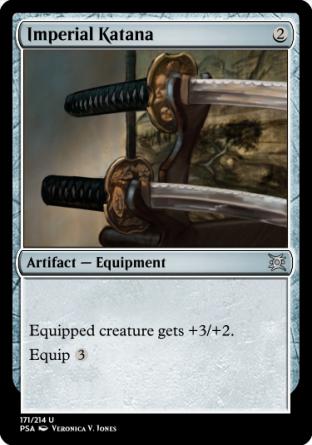 Imperial Katana 2
Artifact — Equipment
Equipped creature gets +3/+2.
Equip 3
171/214 U
PSA Veronica V. Jones